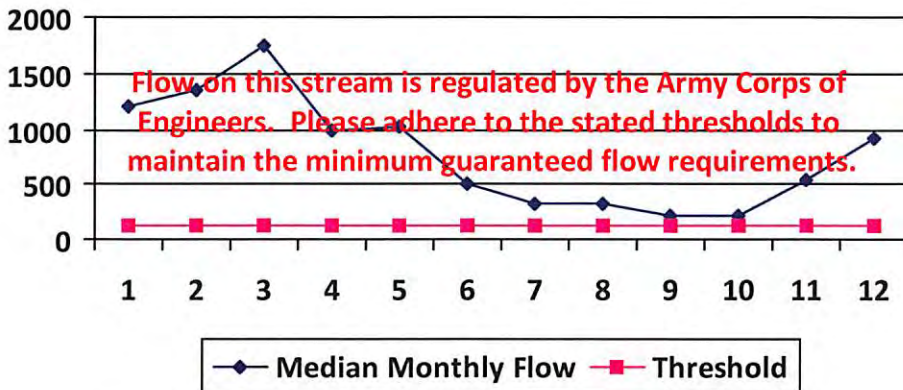 2000
1500
1000
500
0
Flow on this stream is regulated by the Army Corps of
Engineers. Please adhere to the stated thresholds to
maintain the minimum guaranteed flow requirements.
1 2 3 4 5 6 7 8 9 10 11 12
Median Monthly Flow Threshold